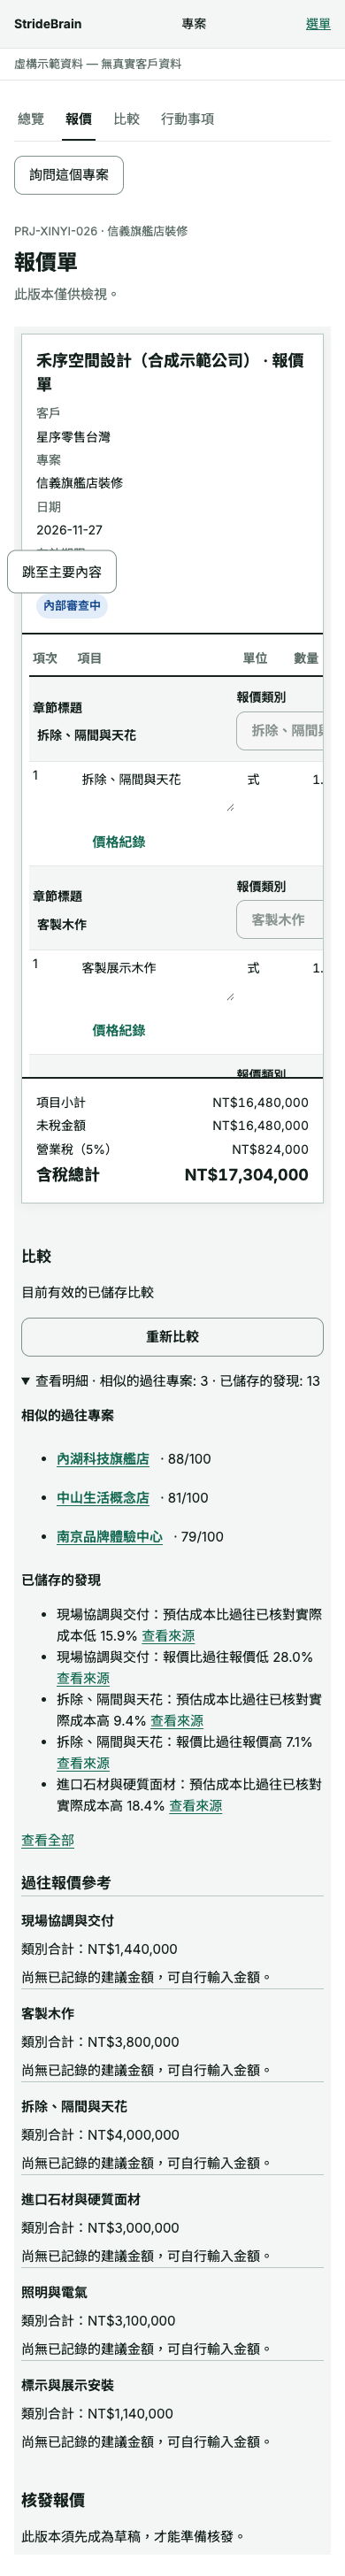 StrideBrain 專案 選單
虛構示範資料 — 無真實客戶資料
總覽 報價 比較 行動事項
詢問這個專案
PRJ-XINYI-026 · 信義旗艦店裝修
報價單
此版本僅供檢視。
禾序空間設計（合成示範公司） · 報價
單
客戶
星序零售台灣
專案
信義旗艦店裝修
日期
2026-11-27
跳至主要內容
內部審查中
項次 項目 單位 數量
章節標題 報價類別
拆除、隔間與天花 拆除、隔間
1 拆除、隔間與天花 式 1.
價格紀錄
章節標題 報價類別
客製木作 客製木作
1 客製展示木作 式 1.
價格紀錄
報價類別
項目小計 NT$16,480,000
未稅金額 NT$16,480,000
營業稅（5%） NT$824,000
含稅總計 NT$17,304,000
比較
目前有效的已儲存比較
重新比較
▼ 查看明細 · 相似的過往專案: 3 · 已儲存的發現: 13
相似的過往專案
• 內湖科技旗艦店 · 88/100
• 中山生活概念店 · 81/100
• 南京品牌體驗中心 · 79/100
已儲存的發現
• 現場協調與交付：預估成本比過往已核對實際
成本低 15.9% 查看來源
• 現場協調與交付：報價比過往報價低 28.0%
查看來源
• 拆除、隔間與天花：預估成本比過往已核對實
際成本高 9.4% 查看來源
• 拆除、隔間與天花：報價比過往報價高 7.1%
查看來源
• 進口石材與硬質面材：預估成本比過往已核對
實際成本高 18.4% 查看來源
查看全部
過往報價參考
現場協調與交付
類別合計：NT$1,440,000
尚無已記錄的建議金額，可自行輸入金額。
客製木作
類別合計：NT$3,800,000
尚無已記錄的建議金額，可自行輸入金額。
拆除、隔間與天花
類別合計：NT$4,000,000
尚無已記錄的建議金額，可自行輸入金額。
進口石材與硬質面材
類別合計：NT$3,000,000
尚無已記錄的建議金額，可自行輸入金額。
照明與電氣
類別合計：NT$3,100,000
尚無已記錄的建議金額，可自行輸入金額。
標示與展示安裝
類別合計：NT$1,140,000
尚無已記錄的建議金額，可自行輸入金額。
核發報價
此版本須先成為草稿，才能準備核發。